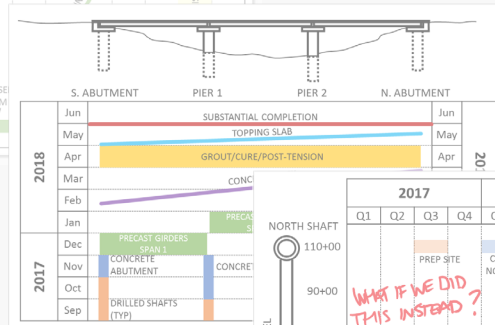 S. ABUTMENT PIER 1 PIER 2 N. ABUTMENT
Jun SUBSTANTIAL COMPLETION Jun
May TOPPING SLAB May
2018 Apr GROUT/CURE/POST-TENSION Apr
Mar
Feb
Jan
Dec PRECAST GIRDERS
SPAN 1
2017 Nov CONCRETE
ABUTMENT
Oct
Sep DRILLED SHAFTS
(TYP)
2017
Q1 Q2 Q3 Q4
NORTH SHAFT
110+00
PREP SITE
90+00
WHAT IF WE DID
THIS INSTEAD?